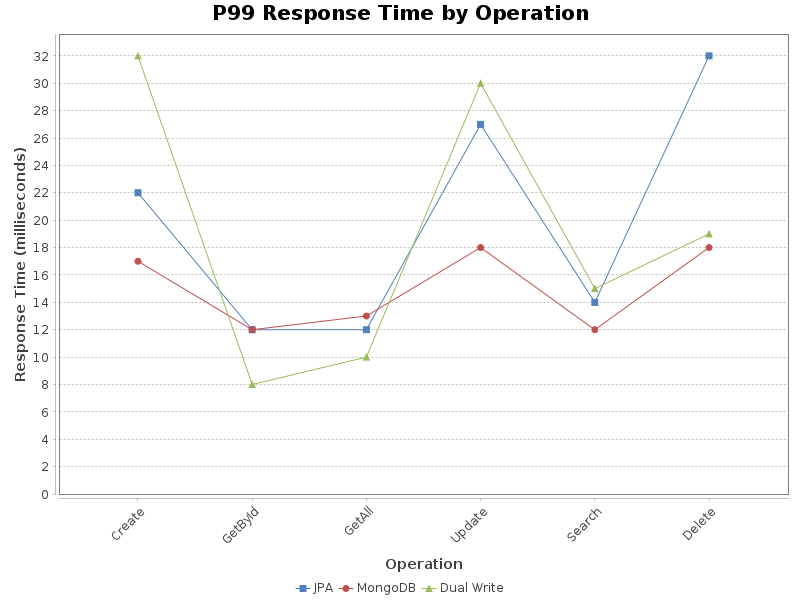 P99 Response Time by Operation
Response Time (milliseconds)
32
30
28
26
24
22
20
18
16
14
12
10
8
6
4
2
0
Create
GetById
GetAll
Update
Search
Delete
Operation
JPA MongoDB Dual Write